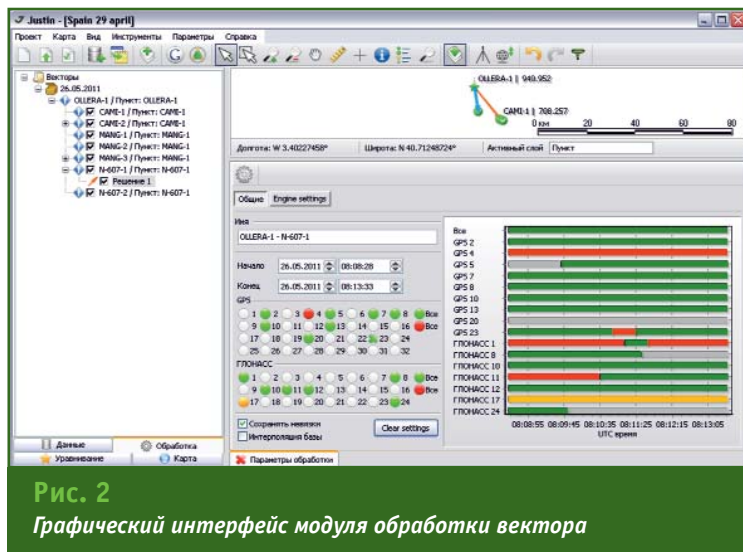 Justin - [Spain 29 april]
Проект Карта Вид Инструменты Параметры Справка
Векторы
26.05.2011
OLLERA-1 / Пункт: OLLERA-1
CAMI-1 / Пункт: CAMI-1
CAMI-2 / Пункт: CAMI-1
MANG-1 / Пункт: MANG-1
MANG-2 / Пункт: MANG-1
MANG-3 / Пункт: MANG-1
N-607-1 / Пункт: N-607-1
Решение 1
N-607-2 / Пункт: N-607-1
Данные Обработка
Уравнивание Карта
OLLERA-1 || 940.952
CAMI-1 || 708.257
0 км 20 40 60 80
Долгота: W 3.40227458° Широта: N 40.71248724° Активный слой Пункт
Общие Engine settings
Имя
OLLERA-1 - N-607-1
Начало 26.05.2011 08:08:28
Конец 26.05.2011 08:13:33
GPS
1 2 3 4 5 6 7 8 Все
9 10 11 12 13 14 15 16 Все
17 18 19 20 21 22 23 24
25 26 27 28 29 30 31 32
ГЛОНАСС
1 2 3 4 5 6 7 8 Все
9 10 11 12 13 14 15 16 Все
17 18 19 20 21 22 23 24
Сохранять невязки
Интерполяция базы
Clear settings
Все
GPS 2
GPS 4
GPS 5
GPS 7
GPS 8
GPS 10
GPS 13
GPS 20
GPS 23
ГЛОНАСС 1
ГЛОНАСС 8
ГЛОНАСС 10
ГЛОНАСС 11
ГЛОНАСС 12
ГЛОНАСС 17
ГЛОНАСС 24
08:08:55 08:09:45 08:10:35 08:11:25 08:12:15 08:13:05
UTC время
Параметры обработки
Рис. 2
Графический интерфейс модуля обработки вектора